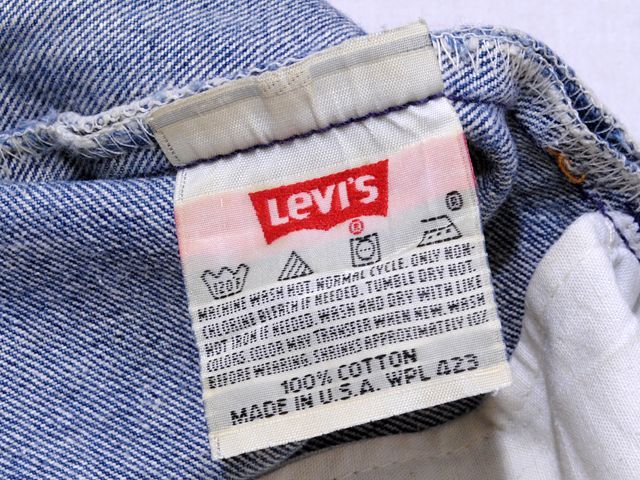 LEVI'S
®
120°
MACHINE WASH HOT. NORMAL CYCLE. ONLY NON-
CHLORINE BLEACH IF NEEDED. TUMBLE DRY HOT.
HOT IRON IF NEEDED. WASH AND DRY WITH LIKE
COLORS. COLOR MAY TRANSFER WHEN NEW. WASH
BEFORE WEARING. SHRINKS APPROXIMATELY 10%
100% COTTON
MADE IN U.S.A. WPL 423